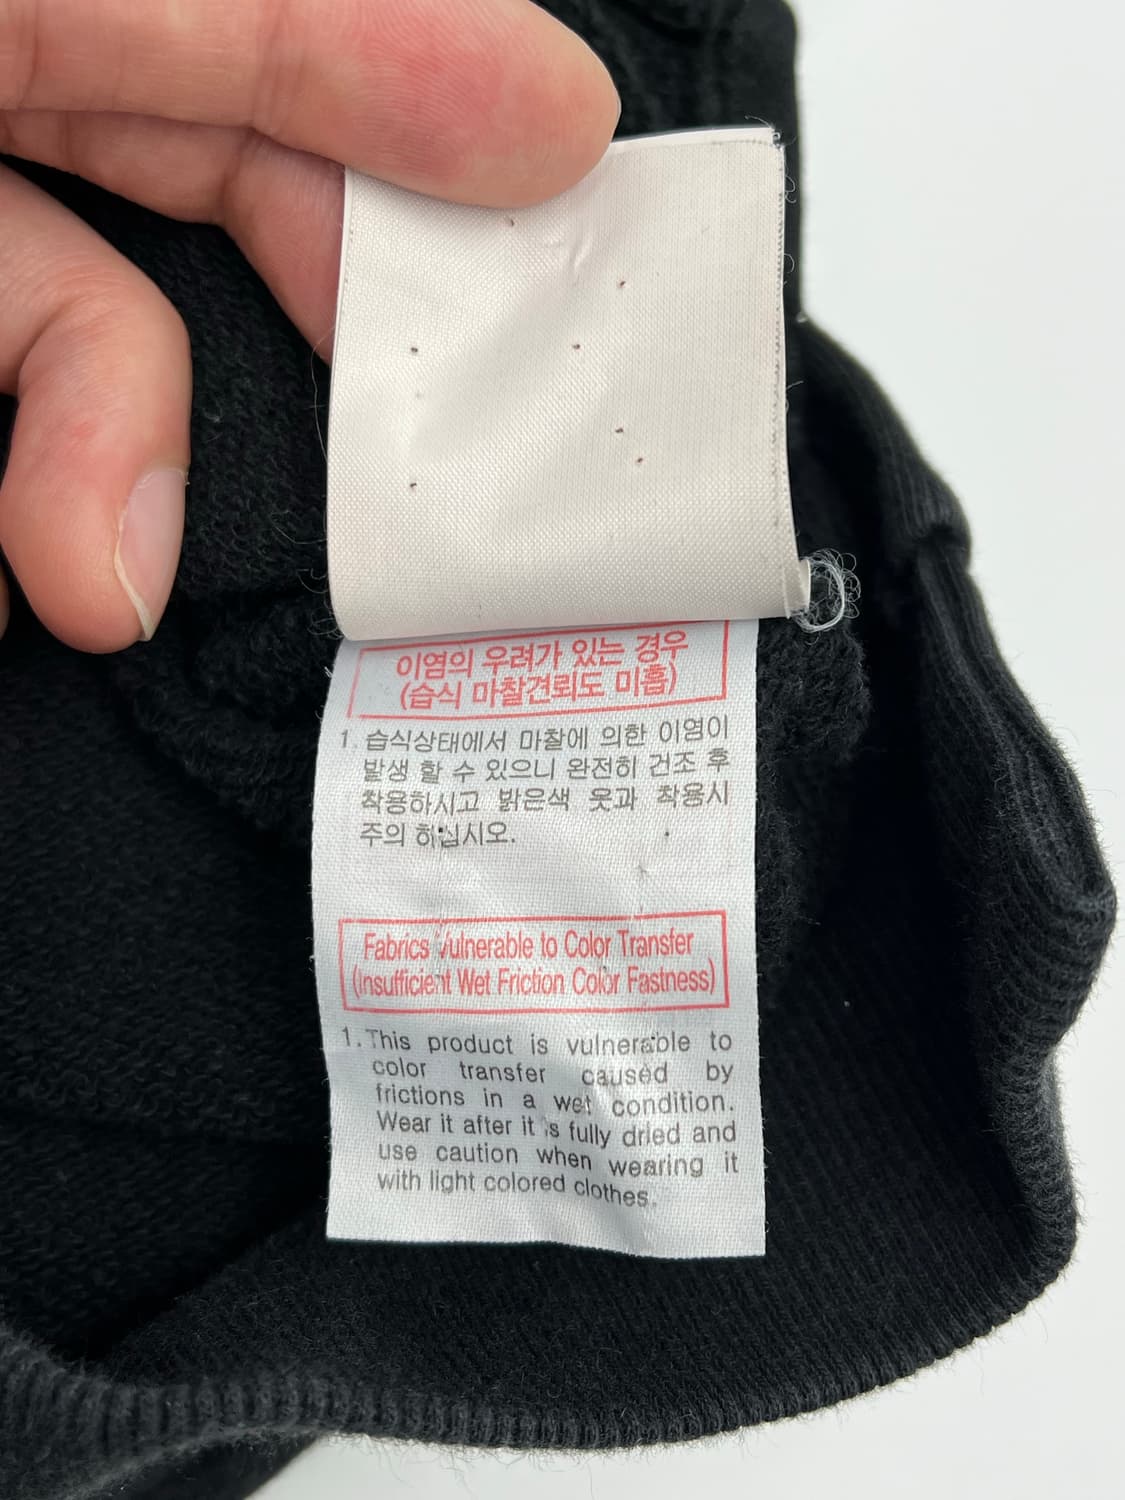 이염의 우려가 있는 경우
(습식 마찰견뢰도 미흡)
1. 습식상태에서 마찰에 의한 이염이
발생 할 수 있으니 완전히 건조 후
착용하시고 밝은색 옷과 착용시
주의 하십시오.
Fabrics Vulnerable to Color Transfer
(Insufficient Wet Friction Color Fastness)
1. This product is vulnerable to
color transfer caused by
frictions in a wet condition.
Wear it after it is fully dried and
use caution when wearing it
with light colored clothes.